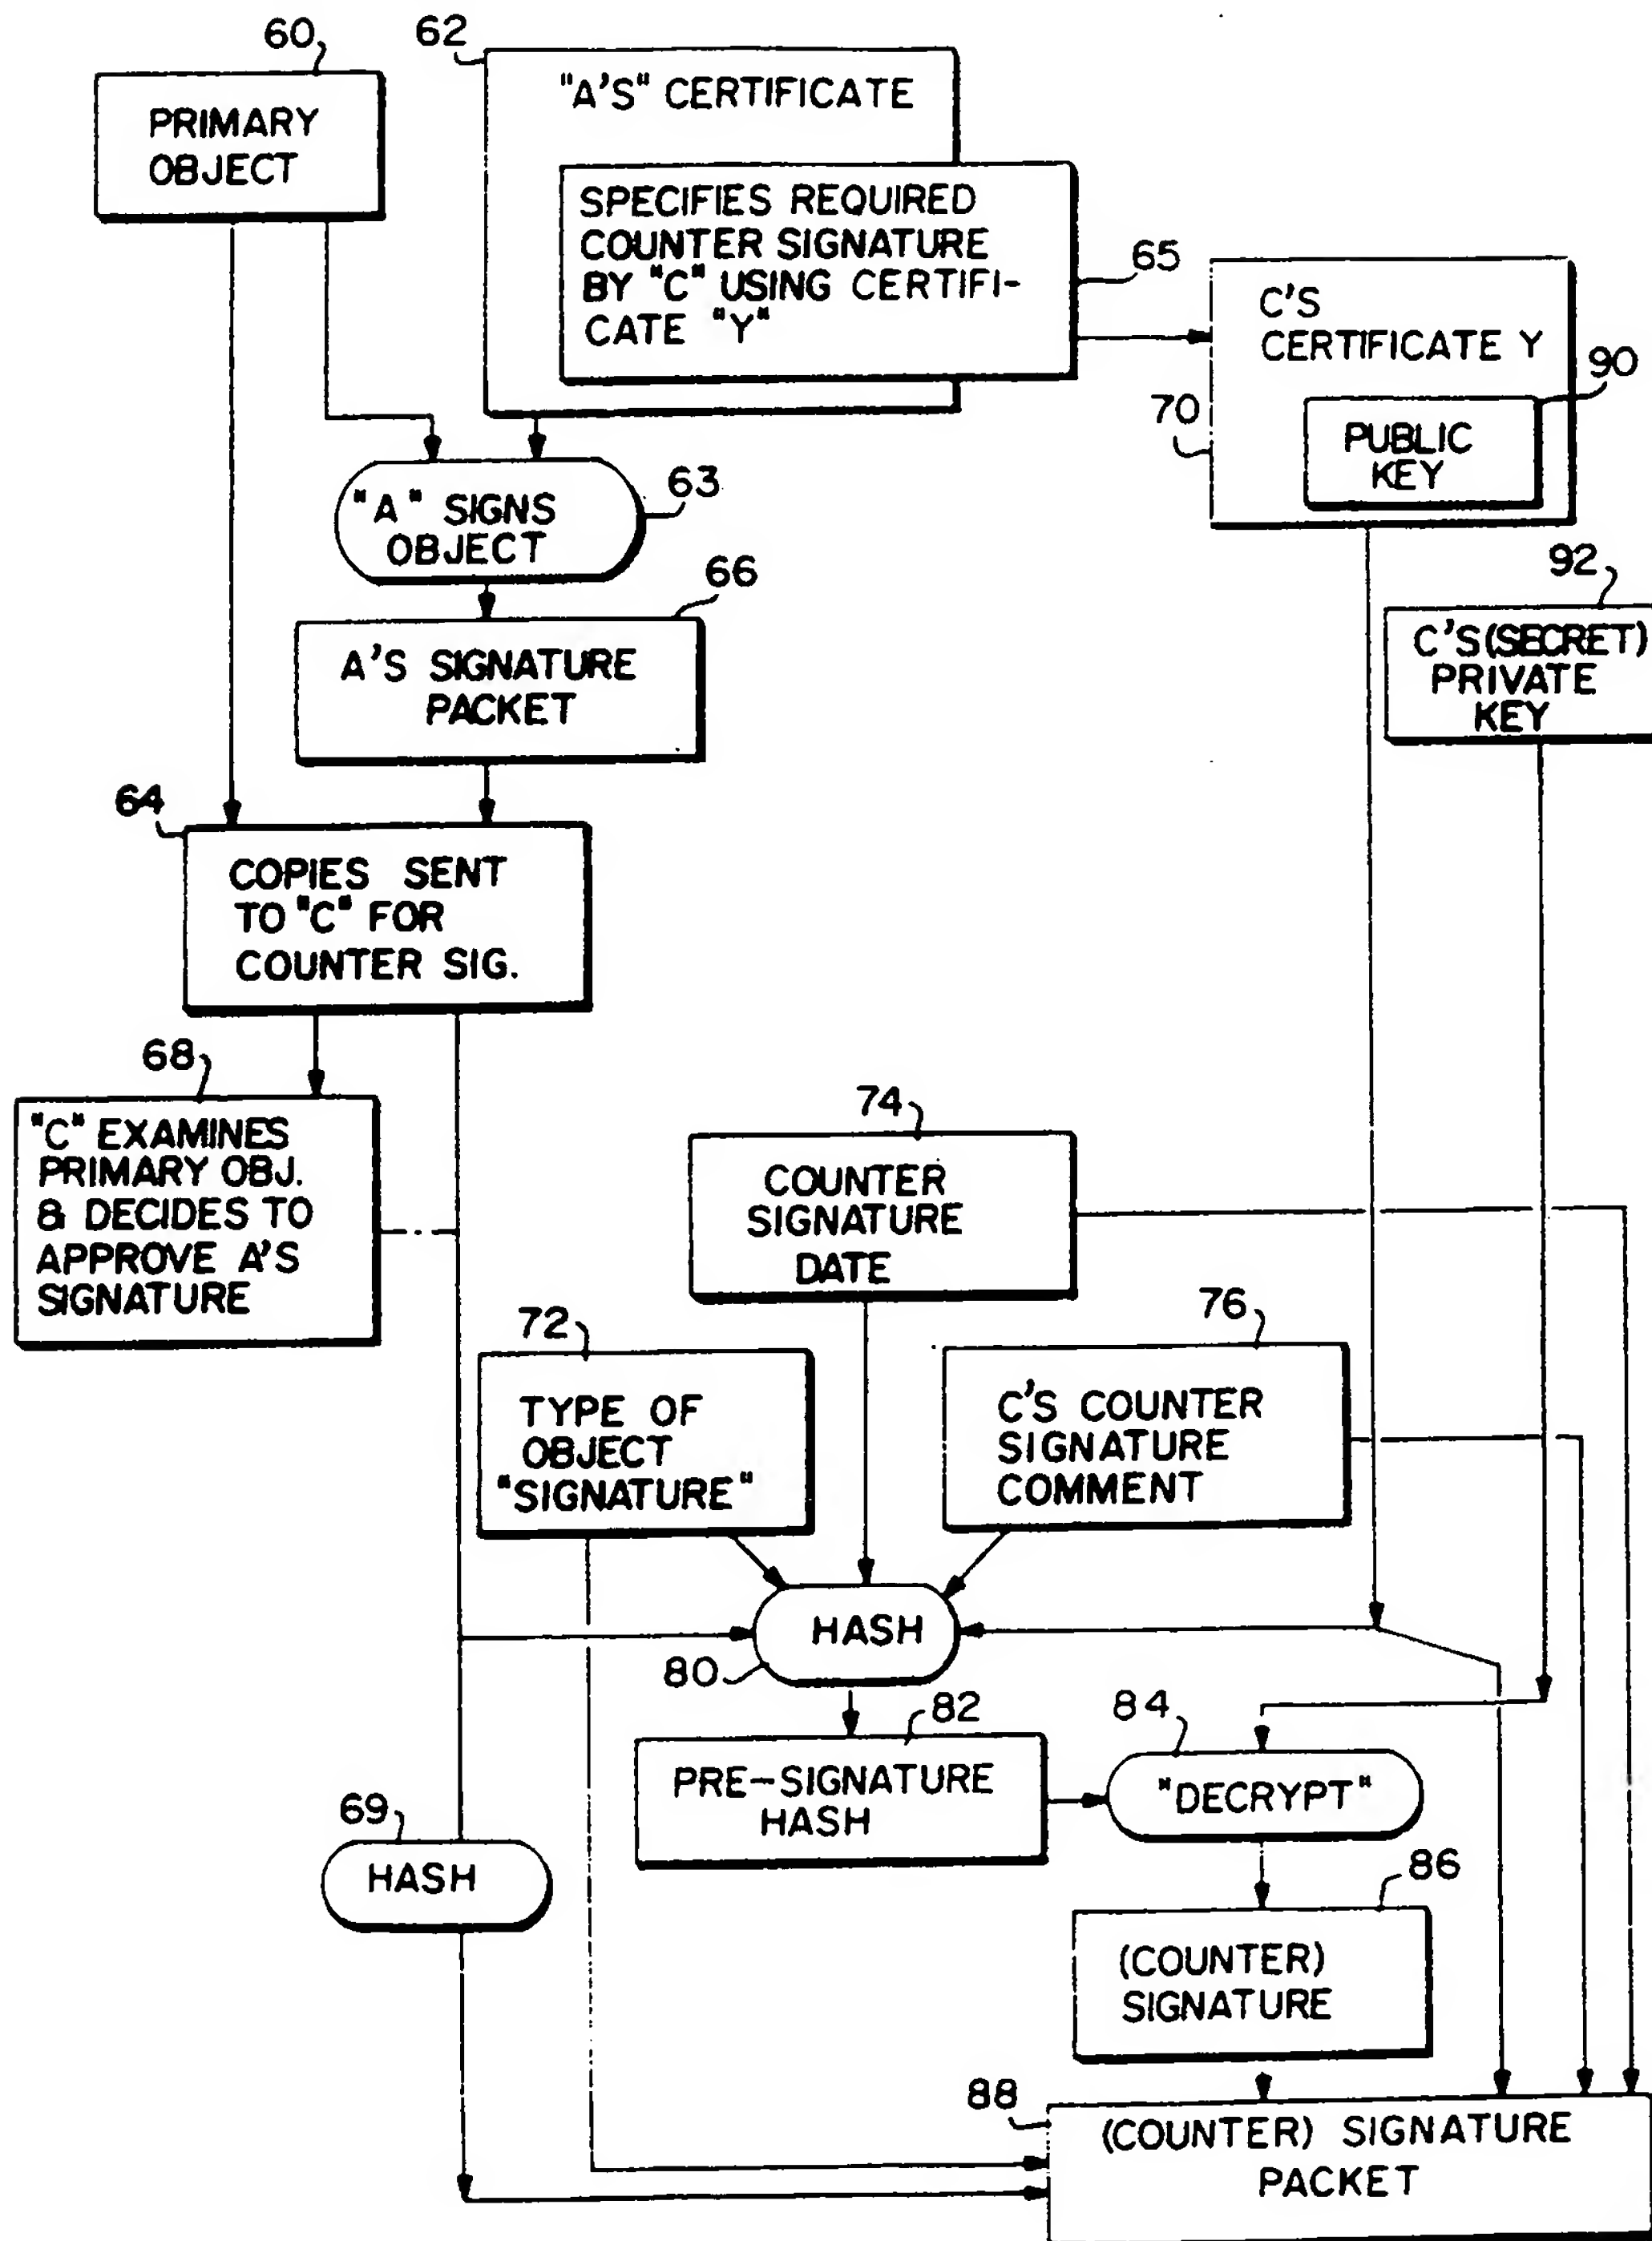 60
PRIMARY
OBJECT
62
"A'S" CERTIFICATE
SPECIFIES REQUIRED
COUNTER SIGNATURE
BY "C" USING CERTIFI-
CATE "Y"
65
C'S
CERTIFICATE Y
90
70
PUBLIC
KEY
"A" SIGNS
OBJECT
63
92
C'S (SECRET)
PRIVATE
KEY
66
A'S SIGNATURE
PACKET
64
COPIES SENT
TO "C" FOR
COUNTER SIG.
68
"C" EXAMINES
PRIMARY OBJ.
& DECIDES TO
APPROVE A'S
SIGNATURE
74
COUNTER
SIGNATURE
DATE
72
TYPE OF
OBJECT
"SIGNATURE"
76
C'S COUNTER
SIGNATURE
COMMENT
HASH
80
82
PRE-SIGNATURE
HASH
84
"DECRYPT"
69
HASH
86
(COUNTER)
SIGNATURE
88
(COUNTER) SIGNATURE
PACKET